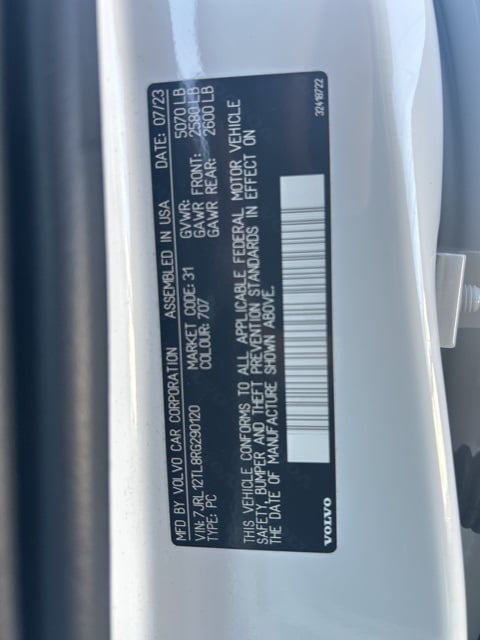 MFD BY VOLVO CAR CORPORATION ASSEMBLED IN USA DATE: 07/23
VIN: 7JRL12TL8RG290120 MARKET CODE: 31 GVWR: 5070 LB
TYPE: PC COLOUR: 707 GAWR FRONT: 2580 LB
GAWR REAR: 2600 LB
THIS VEHICLE CONFORMS TO ALL APPLICABLE FEDERAL MOTOR VEHICLE
SAFETY, BUMPER AND THEFT PREVENTION STANDARDS IN EFFECT ON
THE DATE OF MANUFACTURE SHOWN ABOVE.
VOLVO 32418722